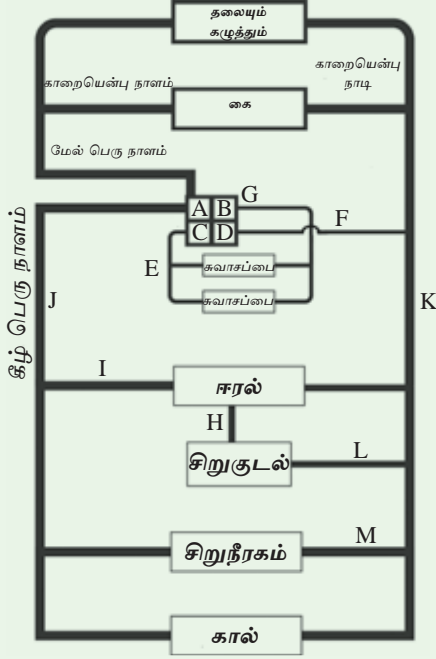 தலையும்
கழுத்தும்
காறையென்பு நாளம்
காறையென்பு
நாடி
கை
மேல் பெரு நாளம்
A B
C D
G
F
E
சுவாசப்பை
சுவாசப்பை
கீழ் பெரு நாளம்
J
K
I
ஈரல்
H
சிறுகுடல்
L
சிறுநீரகம்
M
கால்